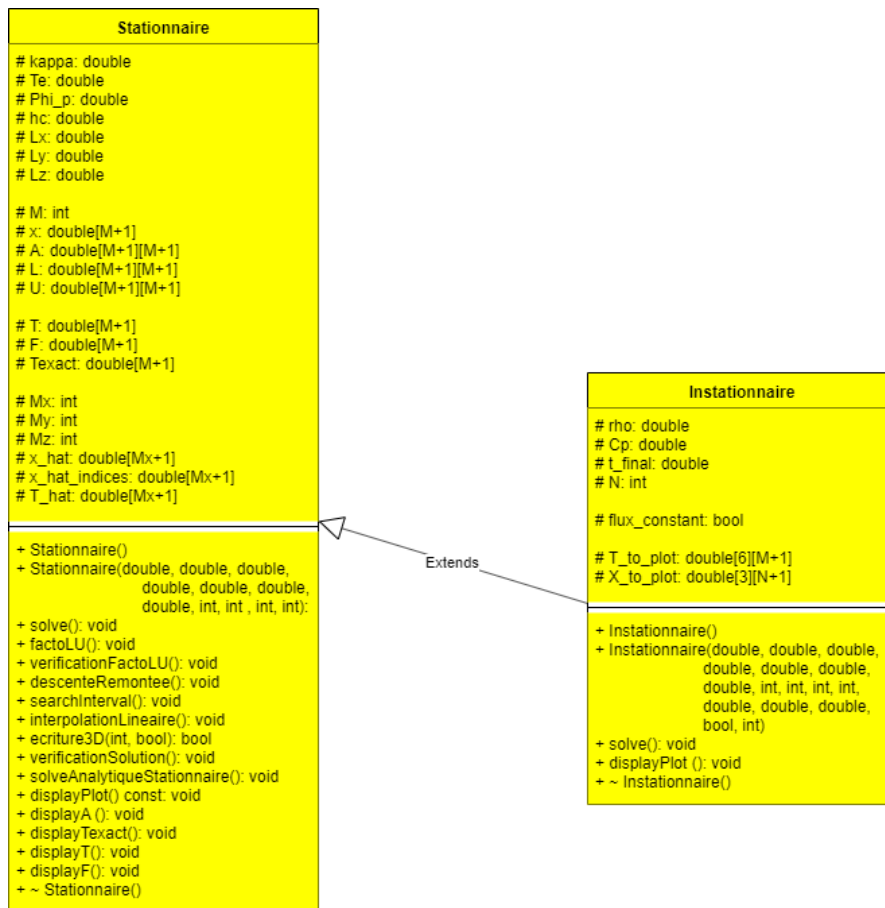 Stationnaire
# kappa: double
# Te: double
# Phi_p: double
# hc: double
# Lx: double
# Ly: double
# Lz: double
# M: int
# x: double[M+1]
# A: double[M+1][M+1]
# L: double[M+1][M+1]
# U: double[M+1][M+1]
# T: double[M+1]
# F: double[M+1]
# Texact: double[M+1]
# Mx: int
# My: int
# Mz: int
# x_hat: double[Mx+1]
# x_hat_indices: double[Mx+1]
# T_hat: double[Mx+1]
+ Stationnaire()
+ Stationnaire(double, double, double,
double, double, double,
double, int, int , int, int):
+ solve(): void
+ factoLU(): void
+ verificationFactoLU(): void
+ descenteRemontee(): void
+ searchInterval(): void
+ interpolationLineaire(): void
+ ecriture3D(int, bool): bool
+ verificationSolution(): void
+ solveAnalytiqueStationnaire(): void
+ displayPlot() const: void
+ displayA (): void
+ displayTexact(): void
+ displayT(): void
+ displayF(): void
+ ~ Stationnaire()
Extends
Instationnaire
# rho: double
# Cp: double
# t_final: double
# N: int
# flux_constant: bool
# T_to_plot: double[6][M+1]
# X_to_plot: double[3][N+1]
+ Instationnaire()
+ Instationnaire(double, double, double,
double, double, double,
double, int, int, int, int,
double, double, double,
bool, int)
+ solve(): void
+ displayPlot (): void
+ ~ Instationnaire()